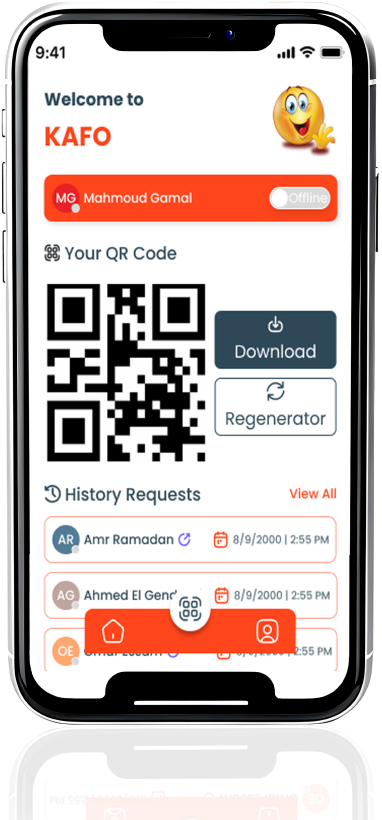 9:41
Welcome to
KAFO
MG Mahmoud Gamal Offline
Your QR Code
Download
Regenerator
History Requests View All
AR Amr Ramadan 8/9/2000 | 2:55 PM
AG Ahmed El Gend 8/9/2000 | 2:55 PM
OE Omar Essam 8/9/2000 | 2:55 PM